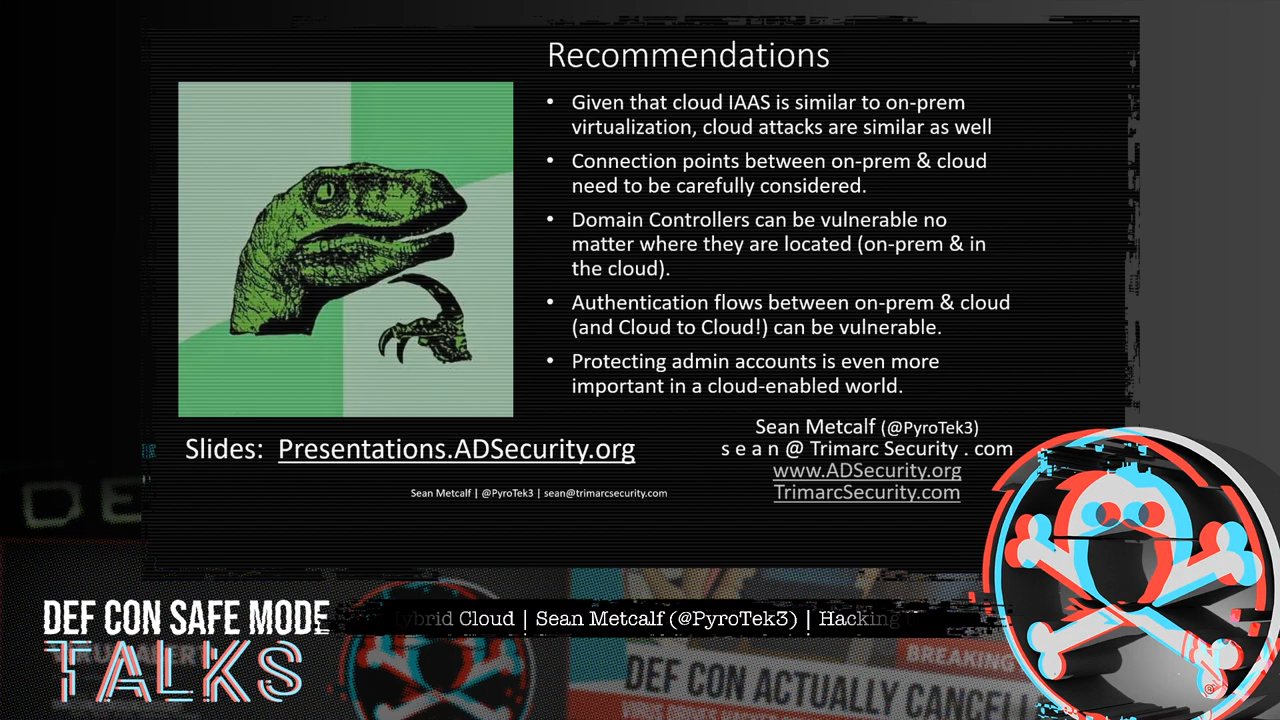 Recommendations
• Given that cloud IAAS is similar to on-prem
virtualization, cloud attacks are similar as well
• Connection points between on-prem & cloud
need to be carefully considered.
• Domain Controllers can be vulnerable no
matter where they are located (on-prem & in
the cloud).
• Authentication flows between on-prem & cloud
(and Cloud to Cloud!) can be vulnerable.
• Protecting admin accounts is even more
important in a cloud-enabled world.
Slides: Presentations.ADSecurity.org
Sean Metcalf (@PyroTek3)
s e a n @ Trimarc Security . com
www.ADSecurity.org
TrimarcSecurity.com
Sean Metcalf | @PyroTek3 | sean@trimarcsecurity.com
DE
DEF CON SAFE MODE
TALKS
ybrid Cloud | Sean Metcalf (@PyroTek3) | Hacking
BREAKING
DEF CON ACTUALLY CANCELL